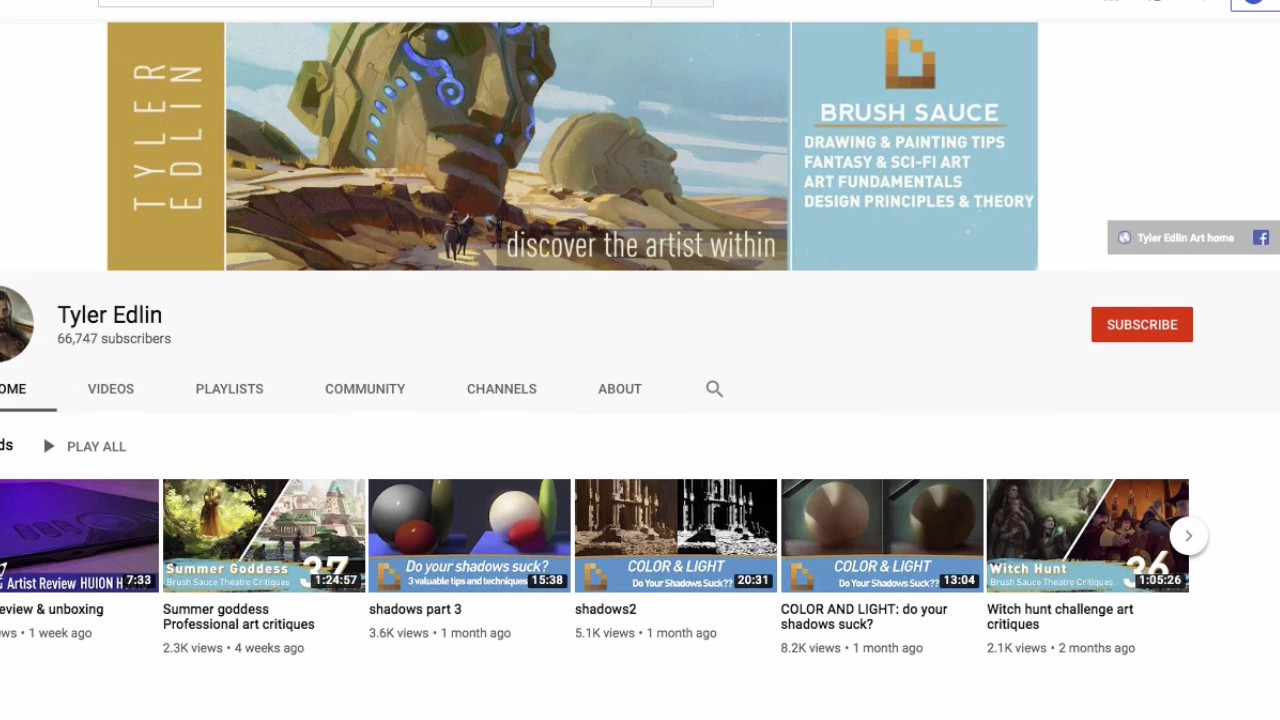 TYLER
EDLIN
BRUSH SAUCE
DRAWING & PAINTING TIPS
FANTASY & SCI-FI ART
ART FUNDAMENTALS
DESIGN PRINCIPLES & THEORY
discover the artist within
Tyler Edlin Art home
Tyler Edlin
66,747 subscribers
SUBSCRIBE
OME VIDEOS PLAYLISTS COMMUNITY CHANNELS ABOUT
ds PLAY ALL
Artist Review HUION H 7:33
eview & unboxing
ews • 1 week ago
Summer Goddess 37
Brush Sauce Theatre Critiques 1:24:57
Summer goddess
Professional art critiques
2.3K views • 4 weeks ago
Do your shadows suck?
3 valuable tips and techniques 15:38
shadows part 3
3.6K views • 1 month ago
COLOR & LIGHT
Do Your Shadows Suck?? 20:31
shadows2
5.1K views • 1 month ago
COLOR & LIGHT
Do Your Shadows Suck?? 13:04
COLOR AND LIGHT: do your
shadows suck?
8.2K views • 1 month ago
Witch Hunt 36
Brush Sauce Theatre Critiques 1:05:26
Witch hunt challenge art
critiques
2.1K views • 2 months ago